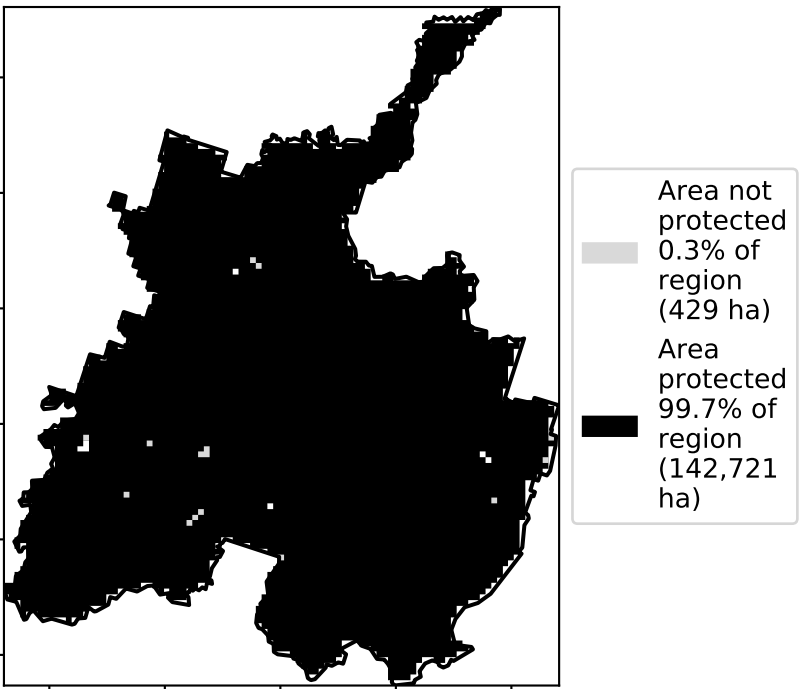 Area not
protected
0.3% of
region
(429 ha)
Area
protected
99.7% of
region
(142,721
ha)